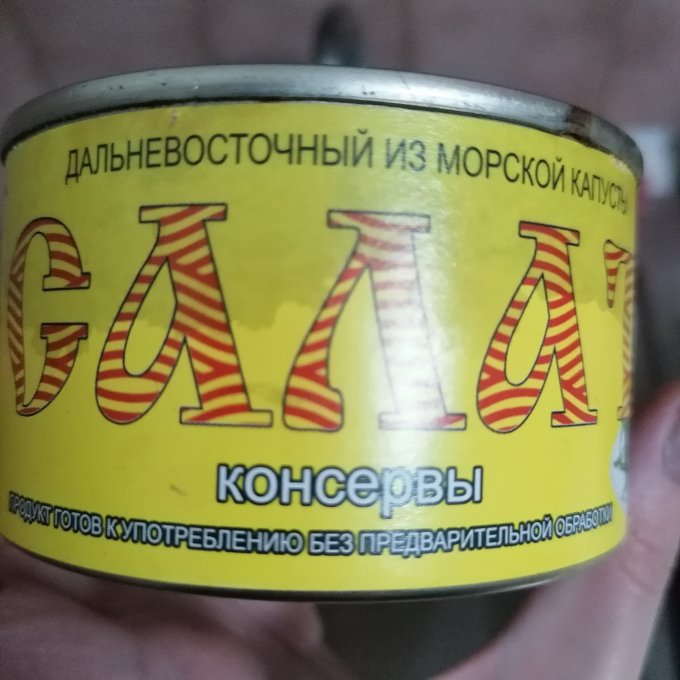 ДАЛЬНЕВОСТОЧНЫЙ ИЗ МОРСКОЙ КАПУСТЫ
САЛАТ
консервы
ПРОДУКТ ГОТОВ К УПОТРЕБЛЕНИЮ БЕЗ ПРЕДВАРИТЕЛЬНОЙ ОБРАБОТКИ